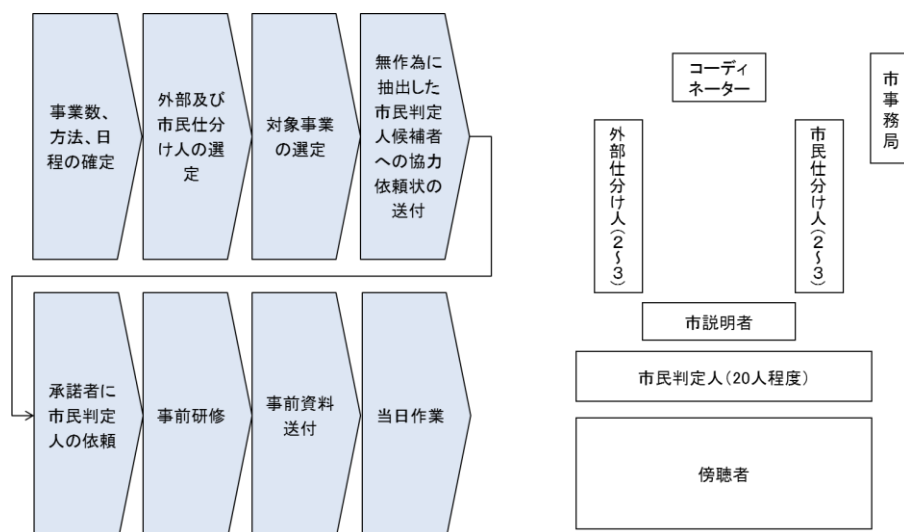 事業数、
方法、日
程の確定
外部及び
市民仕分
け人の選
定
対象事業
の選定
無作為に
抽出した
市民判定
人候補者
への協力
依頼状の
送付
承諾者に
市民判定
人の依頼
事前研修
事前資料
送付
当日作業
コーディ
ネーター
市事務局
外部仕分け人(2~3)
市民仕分け人(2~3)
市説明者
市民判定人(20人程度)
傍聴者